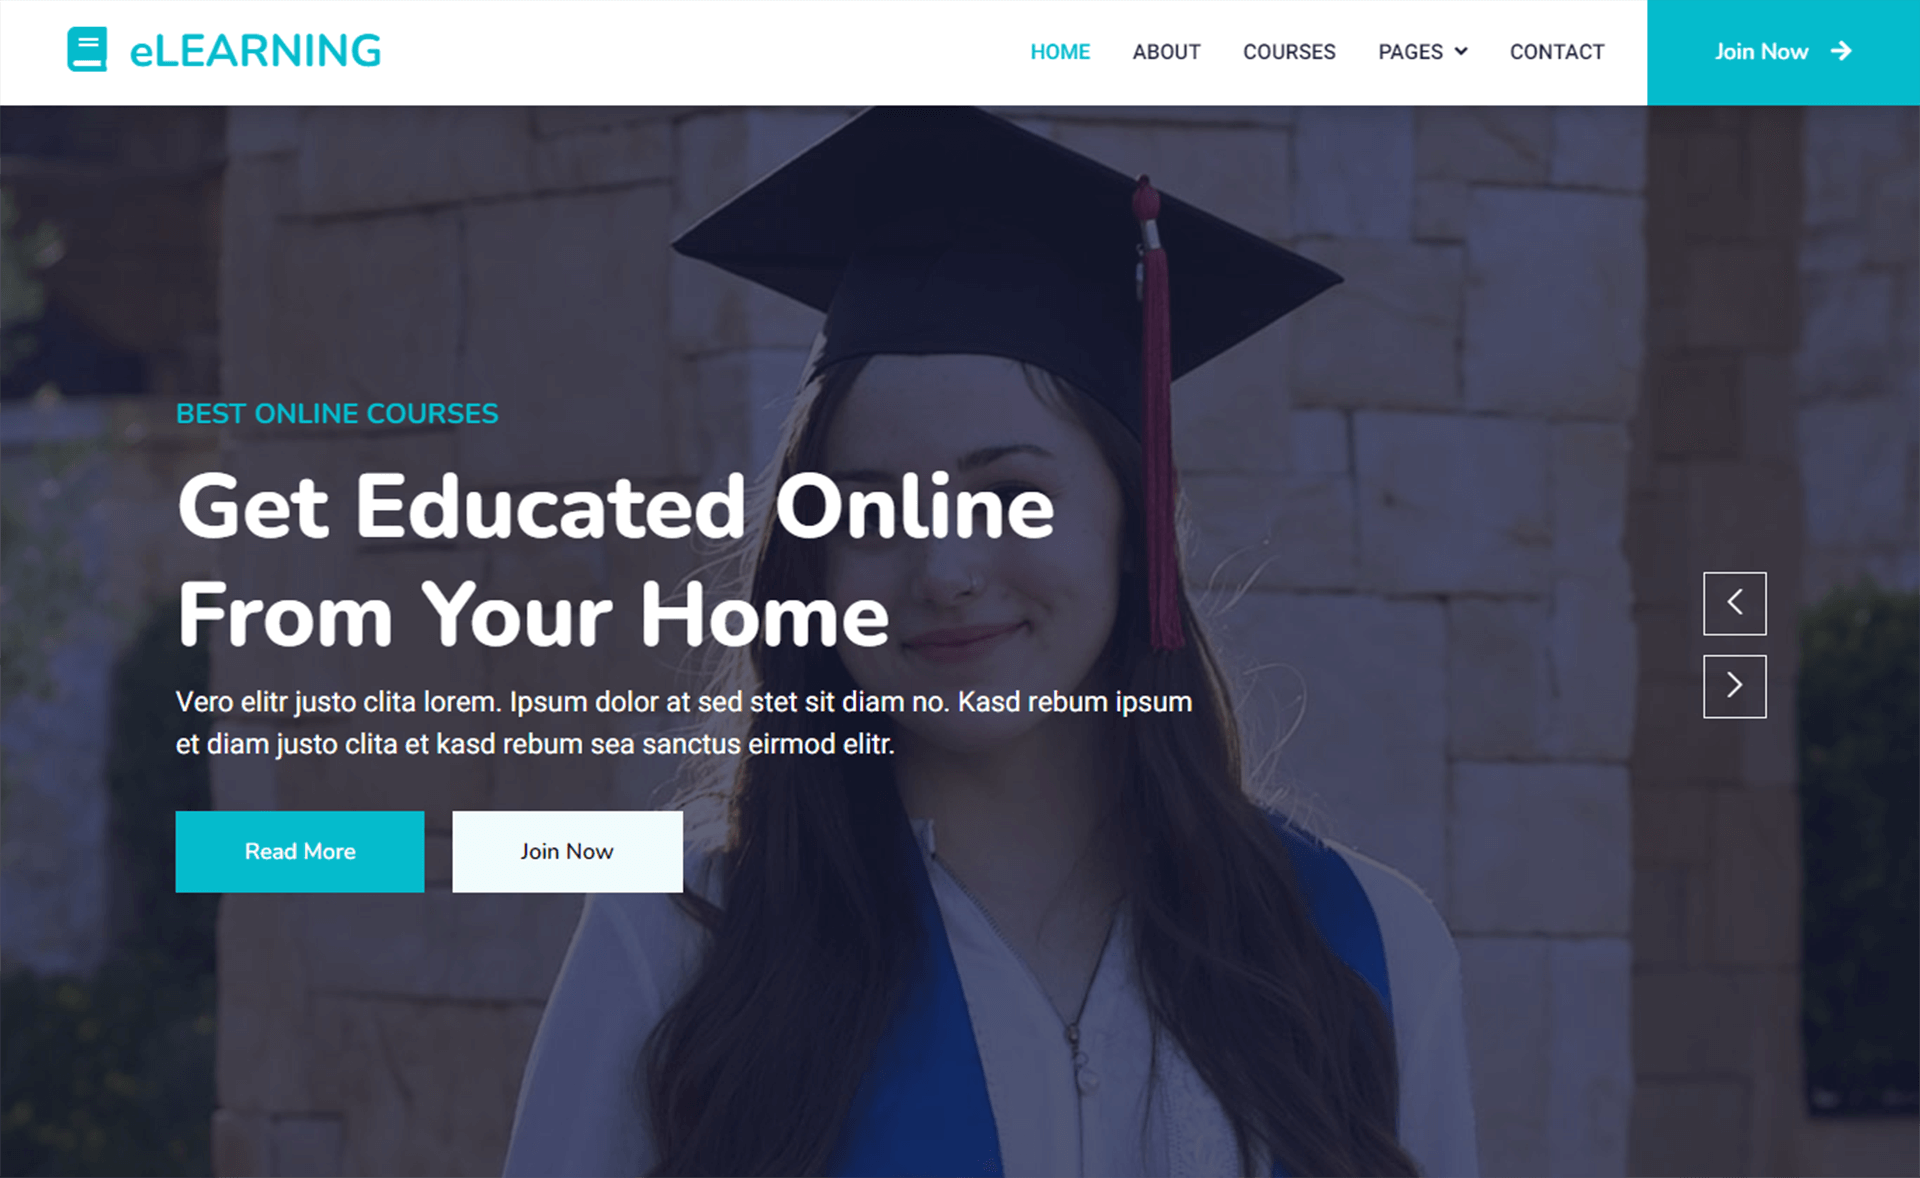 eLEARNING
HOME
ABOUT
COURSES
PAGES
CONTACT
Join Now
BEST ONLINE COURSES
Get Educated Online
From Your Home
Vero elitr justo clita lorem. Ipsum dolor at sed stet sit diam no. Kasd rebum ipsum
et diam justo clita et kasd rebum sea sanctus eirmod elitr.
Read More
Join Now